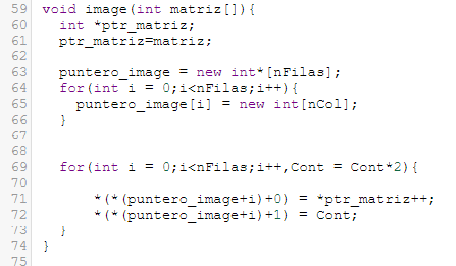 59 void image(int matriz[]){
60 int *ptr_matriz;
61 ptr_matriz=matriz;
62
63 puntero_image = new int*[nFilas];
64 for(int i = 0;i<nFilas;i++){
65 puntero_image[i] = new int[nCol];
66 }
67
68
69 for(int i = 0;i<nFilas;i++,Cont = Cont*2){
70
71 *(*(puntero_image+i)+0) = *ptr_matriz++;
72 *(*(puntero_image+i)+1) = Cont;
73 }
74 }
75